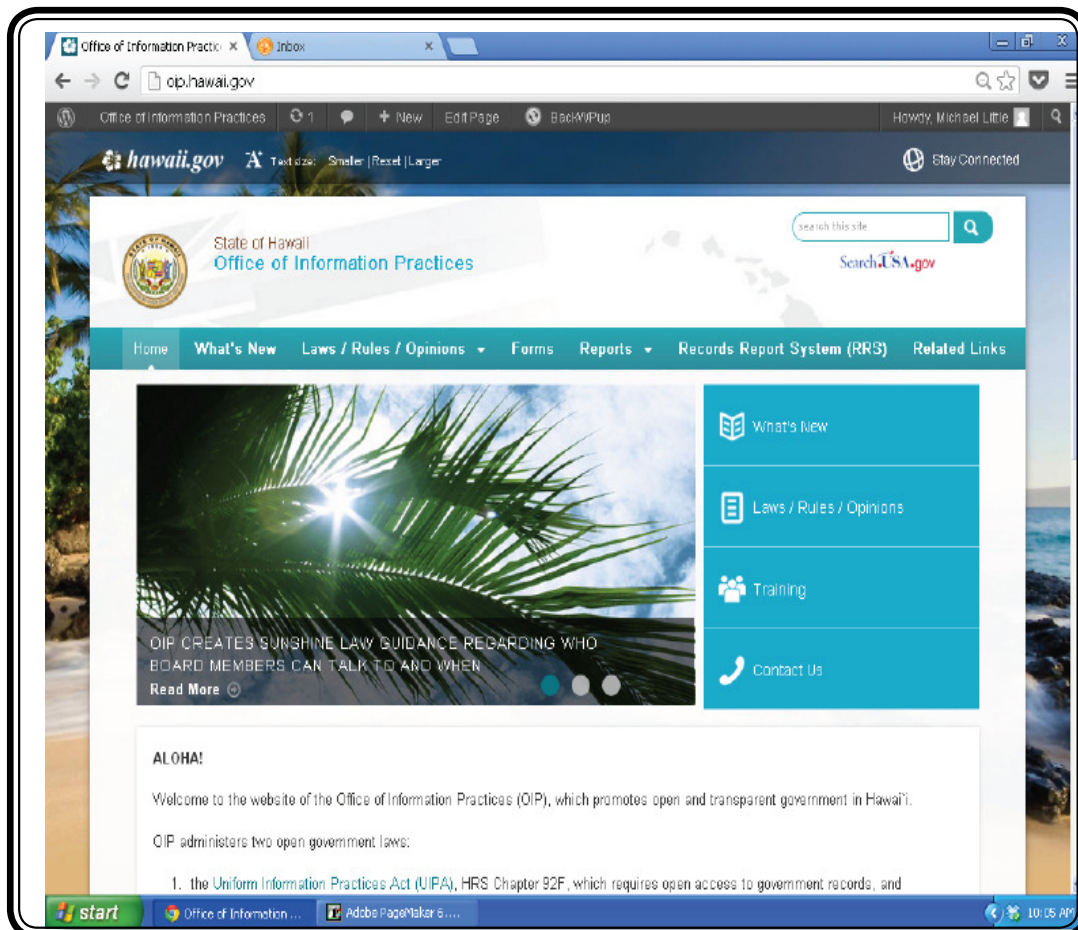 Office of Information Practic
Inbox
oip.hawaii.gov
Office of Information Practices 1 + New Edit Page BackWPup Howdy, Michael Little
hawaii.gov A Text size: Smaller | Reset | Larger Stay Connected
State of Hawaii
Office of Information Practices
search this site
Search.USA.gov
Home What's New Laws / Rules / Opinions Forms Reports Records Report System (RRS) Related Links
What's New
Laws / Rules / Opinions
Training
Contact Us
OIP CREATES SUNSHINE LAW GUIDANCE REGARDING WHO
BOARD MEMBERS CAN TALK TO AND WHEN
Read More
ALOHA!
Welcome to the website of the Office of Information Practices (OIP), which promotes open and transparent government in Hawai'i.
OIP administers two open government laws:
1. the Uniform Information Practices Act (UIPA), HRS Chapter 92F, which requires open access to government records, and
start Office of Information ... Adobe PageMaker 6.... 10:05 AM